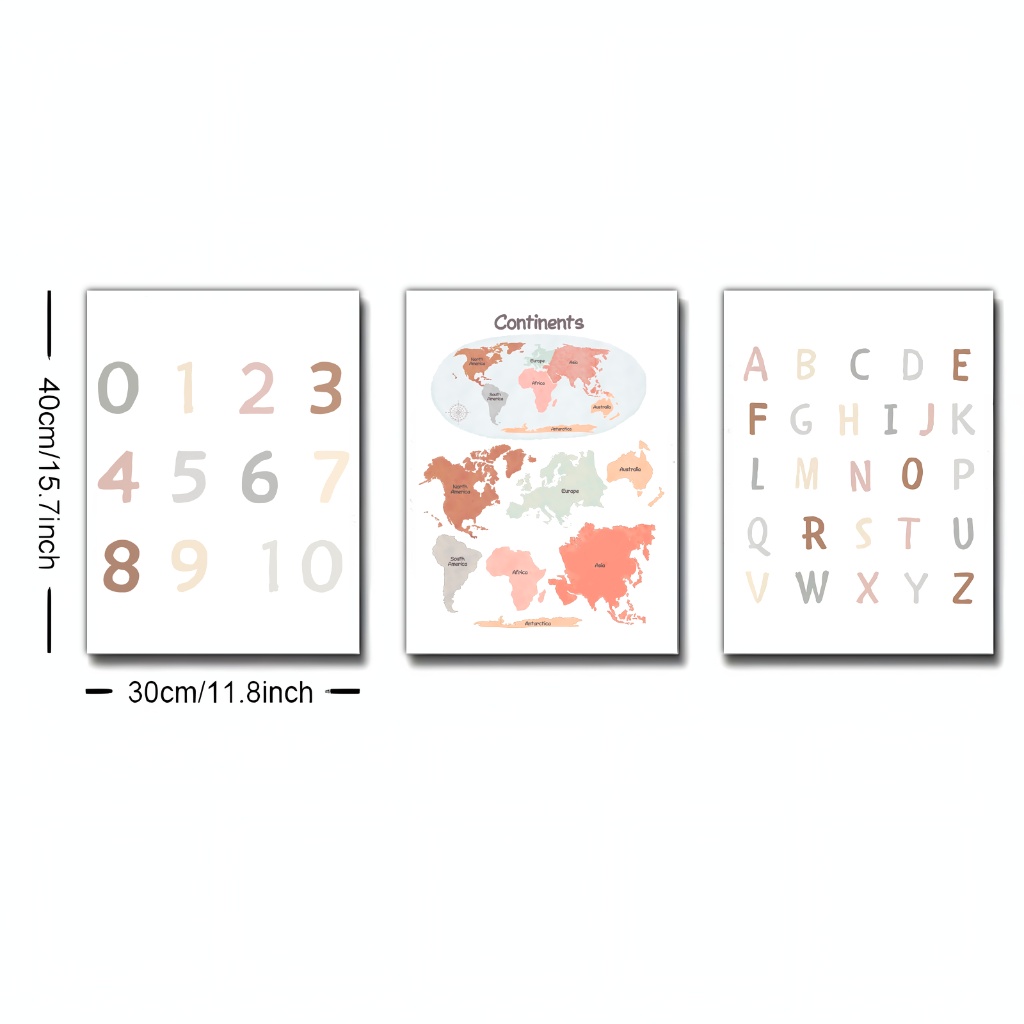 40cm/15.7inch
30cm/11.8inch
0 1 2 3
4 5 6 7
8 9 10
Continents
North
America
Europe
Asia
Africa
South
America
Australia
Antarctica
North
America
Europe
Australia
South
America
Africa
Asia
Antarctica
A B C D E
F G H I J K
L M N O P
Q R S T U
V W X Y Z